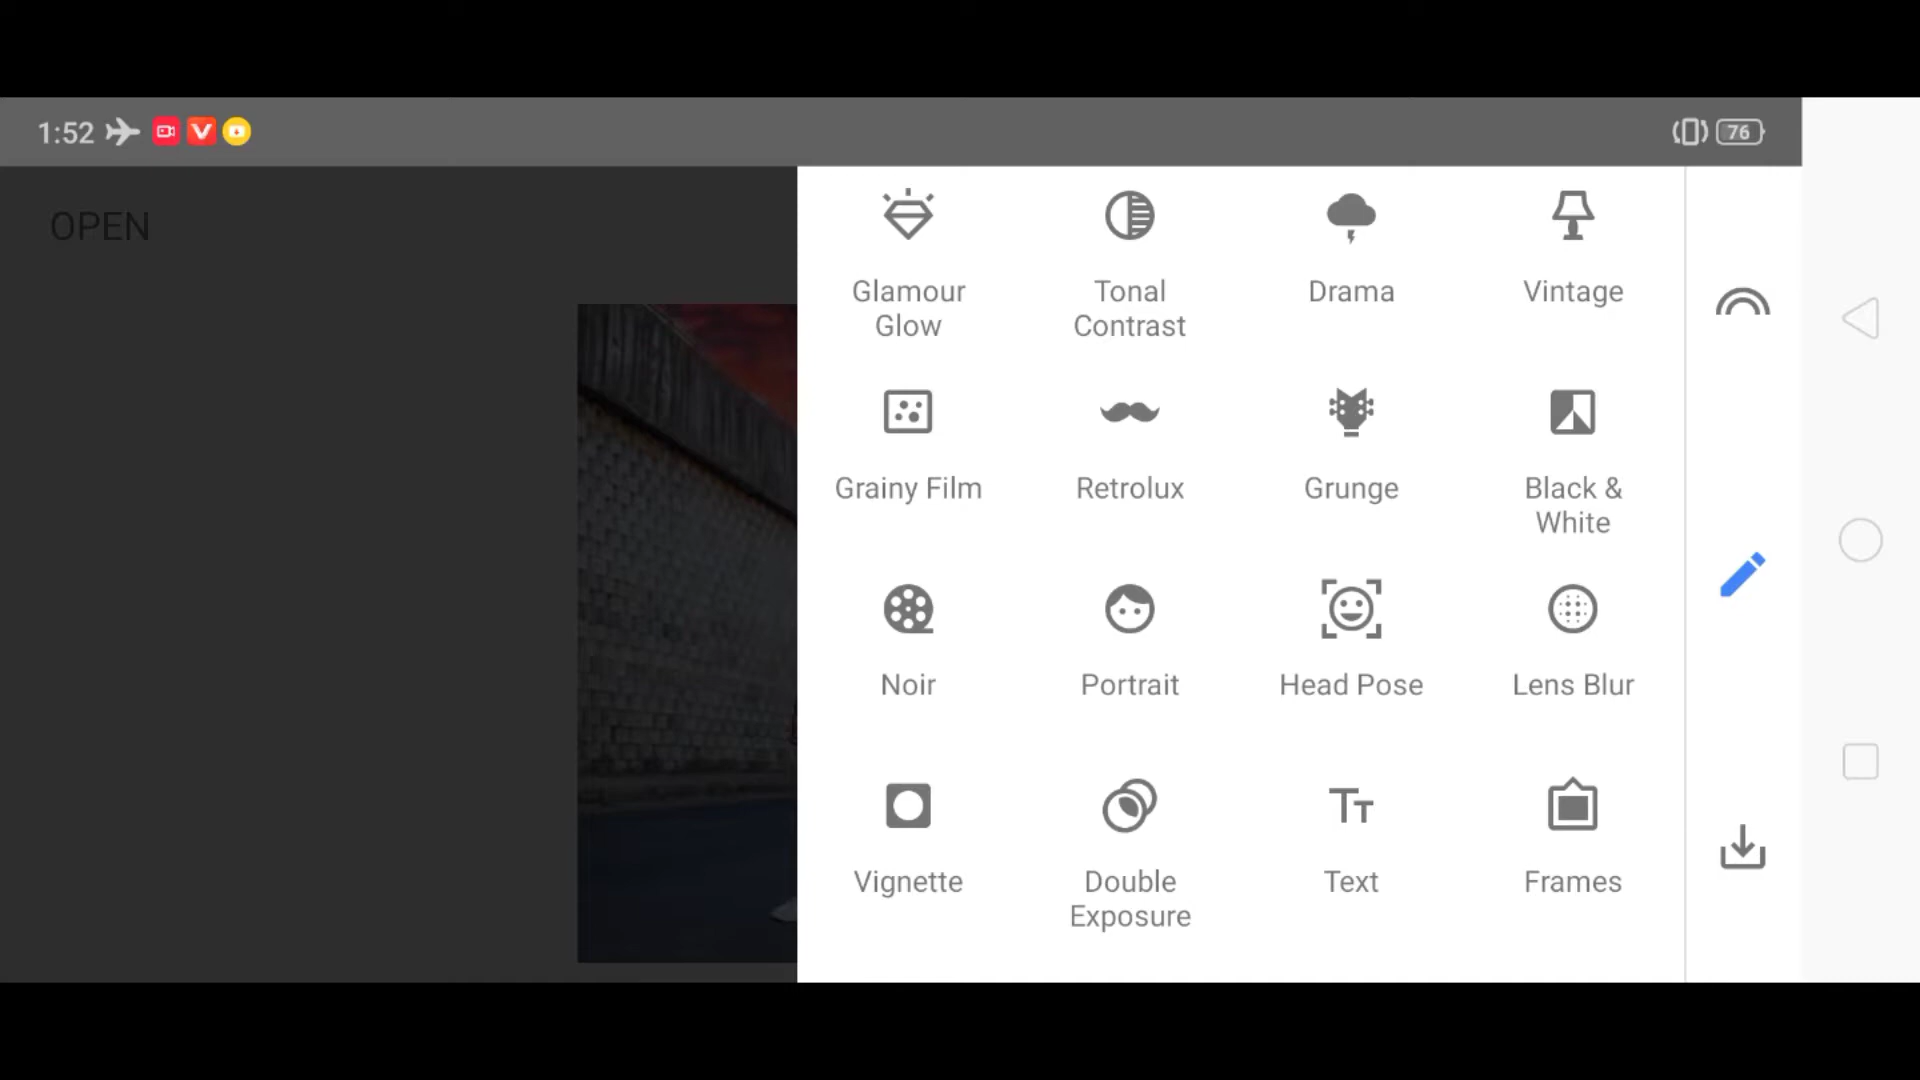 1:52
76
OPEN
Glamour
Glow
Tonal
Contrast
Drama
Vintage
Grainy Film
Retrolux
Grunge
Black &
White
Noir
Portrait
Head Pose
Lens Blur
Vignette
Double
Exposure
Text
Frames